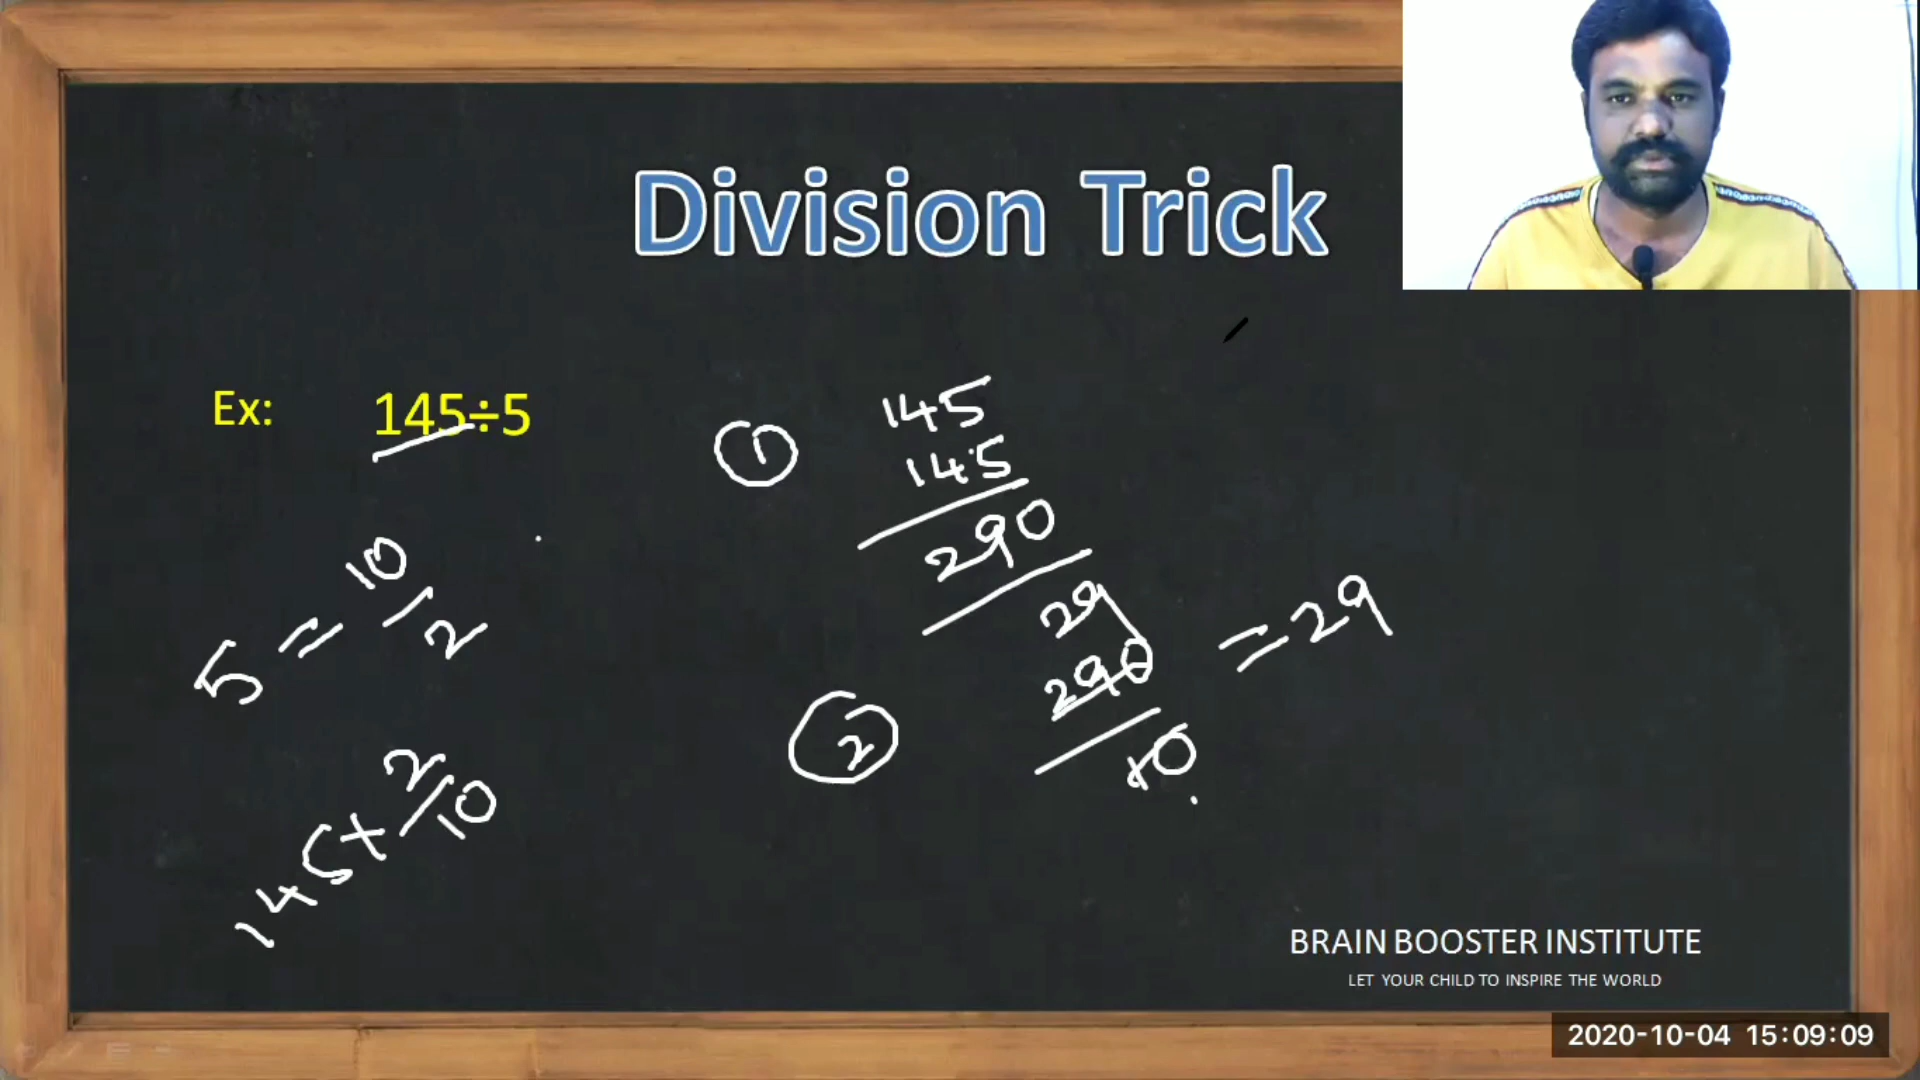 Division Trick
Ex: 145÷5
5 = 10/2
145 x 2/10
1
145
145
290
2
29
290
10
= 29
BRAIN BOOSTER INSTITUTE
LET YOUR CHILD TO INSPIRE THE WORLD
2020-10-04 15:09:09